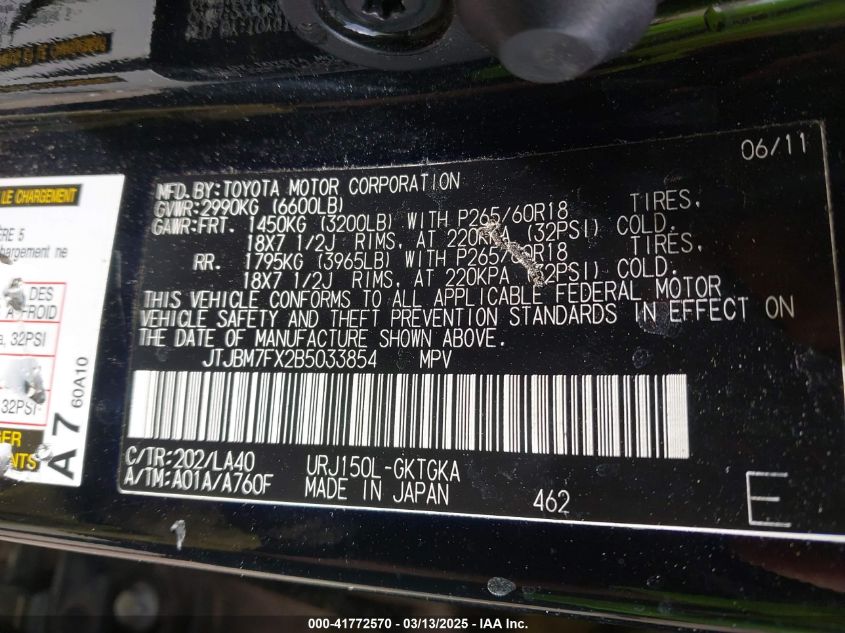 06/11
MFD.BY:TOYOTA MOTOR CORPORATION
GVWR:2990KG (6600LB)
GAWR:FRT. 1450KG (3200LB) WITH P265/60R18 TIRES.
18X7 1/2J RIMS, AT 220KPA (32PSI) COLD.
RR. 1795KG (3965LB) WITH P265/60R18 TIRES.
18X7 1/2J RIMS, AT 220KPA (32PSI) COLD.
THIS VEHICLE CONFORMS TO ALL APPLICABLE FEDERAL MOTOR
VEHICLE SAFETY AND THEFT PREVENTION STANDARDS IN EFFECT ON
THE DATE OF MANUFACTURE SHOWN ABOVE.
JTJBM7FX2B5033854 MPV
C/TR:202/LA40 URJ150L-GKTGKA
A/TM:A01A/A760F MADE IN JAPAN 462 E
LE CHARGEMENT
5
chargement ne
DES
A FROID
32PSI
32PSI
A7
60A10
000-41772570 - 03/13/2025 - IAA Inc.